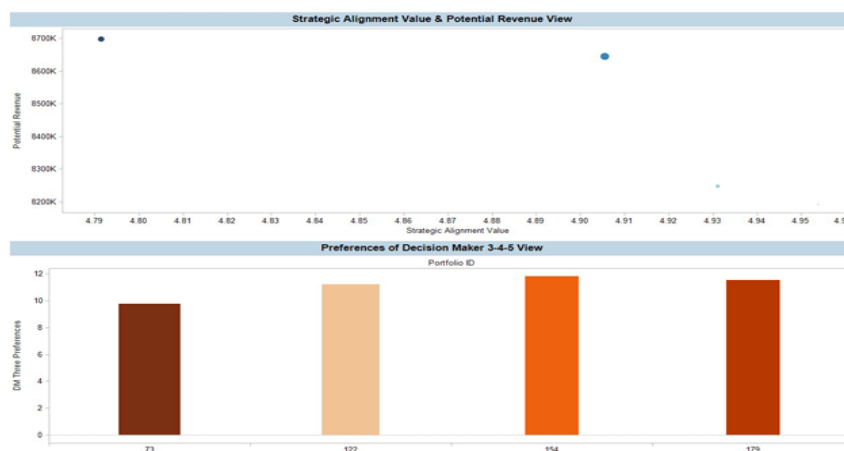 Strategic Alignment Value & Potential Revenue View
Potential Revenue
8700K
8600K
8500K
8400K
8300K
8200K
4.79 4.80 4.81 4.82 4.83 4.84 4.85 4.86 4.87 4.88 4.89 4.90 4.91 4.92 4.93 4.94 4.95
Strategic Alignment Value
Preferences of Decision Maker 3-4-5 View
Portfolio ID
DM Three Preferences
12
10
8
6
4
2
0
73 122 154 179